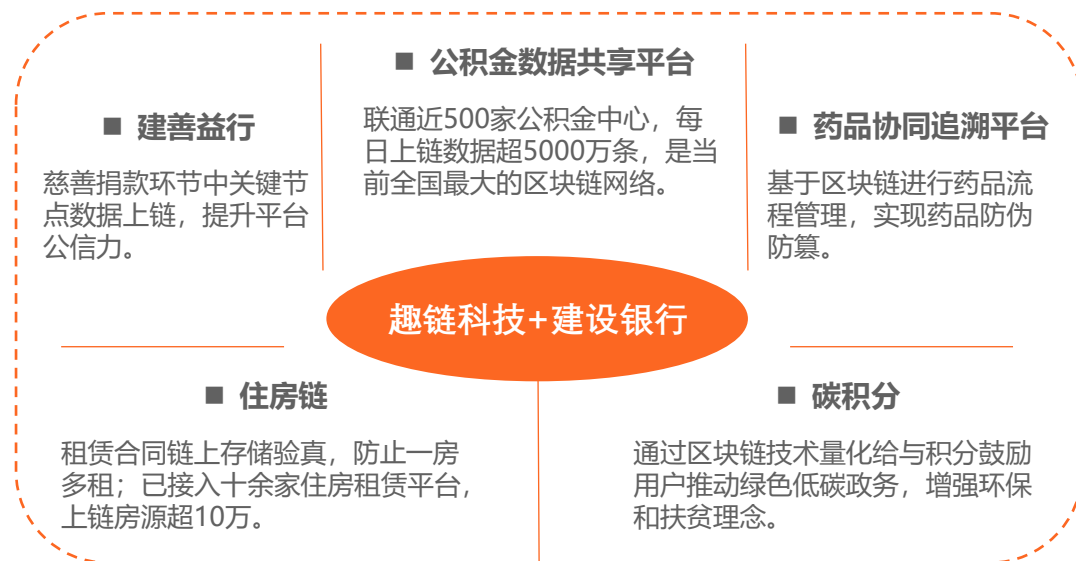 ■ 建善益行
慈善捐款环节中关键节
点数据上链，提升平台
公信力。
■ 公积金数据共享平台
联通近500家公积金中心，每
日上链数据超5000万条，是当
前全国最大的区块链网络。
■ 药品协同追溯平台
基于区块链进行药品流
程管理，实现药品防伪
防篡。
趣链科技+建设银行
■ 住房链
租赁合同链上存储验真，防止一房
多租；已接入十余家住房租赁平台，
上链房源超10万。
■ 碳积分
通过区块链技术量化给与积分鼓励
用户推动绿色低碳政务，增强环保
和扶贫理念。